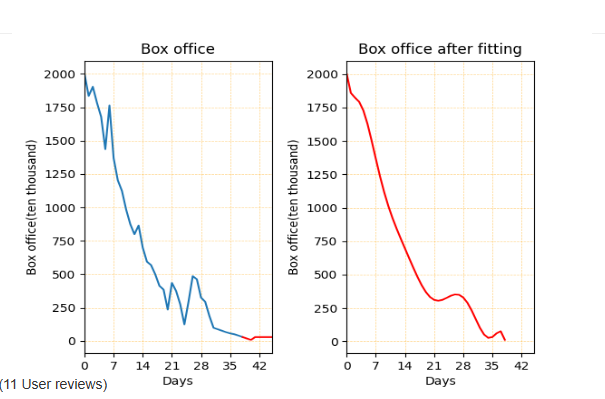 Box office
Box office(ten thousand)
2000
1750
1500
1250
1000
750
500
250
0
0 7 14 21 28 35 42
Days
Box office after fitting
Box office(ten thousand)
2000
1750
1500
1250
1000
750
500
250
0
0 7 14 21 28 35 42
Days
(11 User reviews)